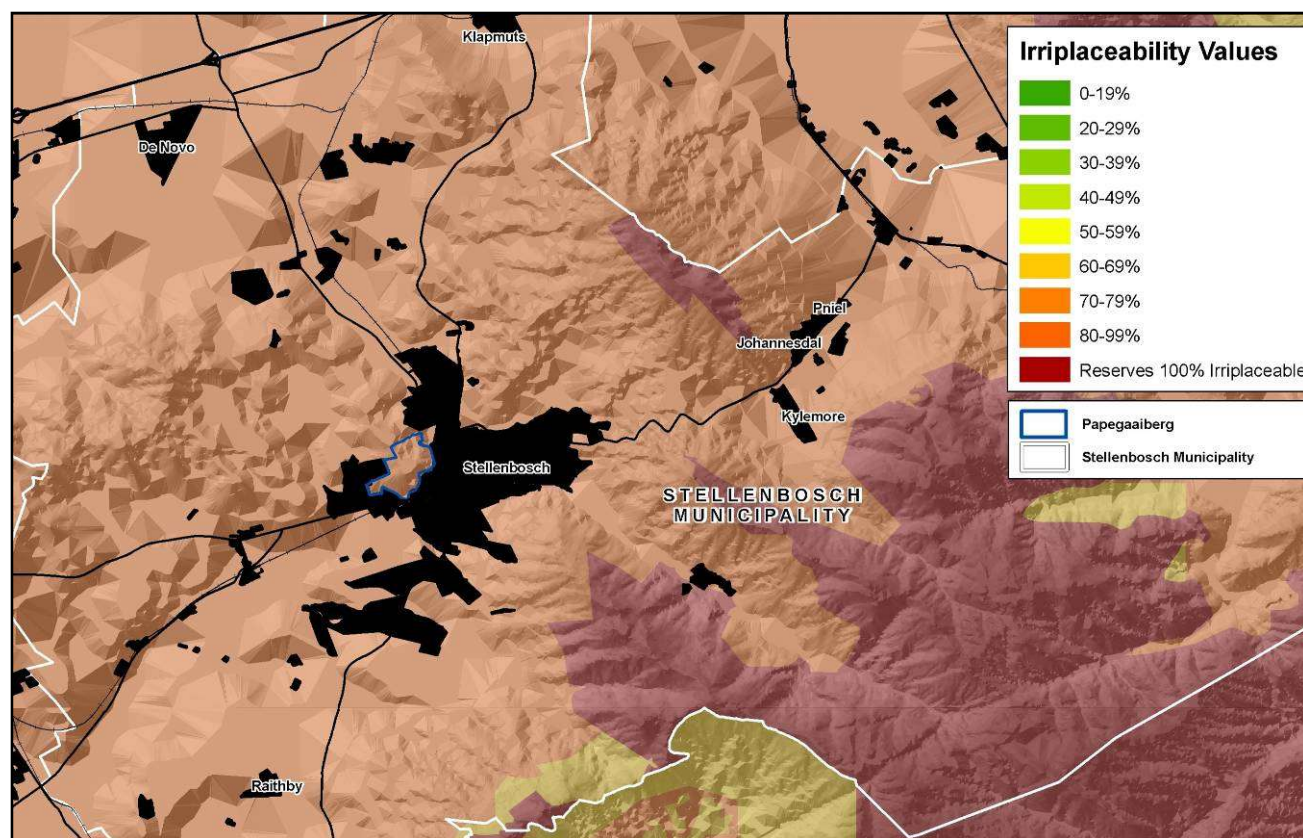 Klapmuts
De Novo
Pniel
Johannesdal
Kylemore
Stellenbosch
STELLENBOSCH
MUNICIPALITY
Raithby
Irriplaceability Values
0-19%
20-29%
30-39%
40-49%
50-59%
60-69%
70-79%
80-99%
Reserves 100% Irriplaceable
Papegaaiberg
Stellenbosch Municipality